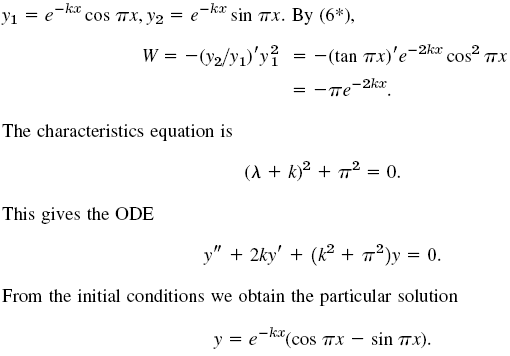 y₁ = e⁻ᵏˣ cos πx, y₂ = e⁻ᵏˣ sin πx. By (6*),
W = −(y₂/y₁)′y₁² = −(tan πx)′e⁻²ᵏˣ cos² πx
= −πe⁻²ᵏˣ.
The characteristics equation is
(λ + k)² + π² = 0.
This gives the ODE
y″ + 2ky′ + (k² + π²)y = 0.
From the initial conditions we obtain the particular solution
y = e⁻ᵏˣ(cos πx − sin πx).